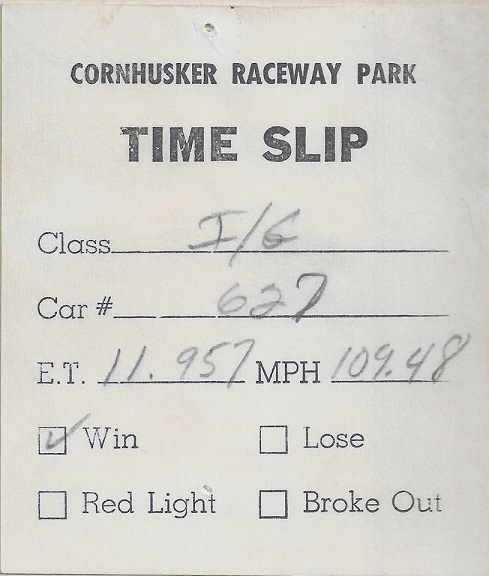 CORNHUSKER RACEWAY PARK
TIME SLIP
Class I/G
Car # 627
E.T. 11.957 MPH 109.48
✓ Win ☐ Lose
☐ Red Light ☐ Broke Out